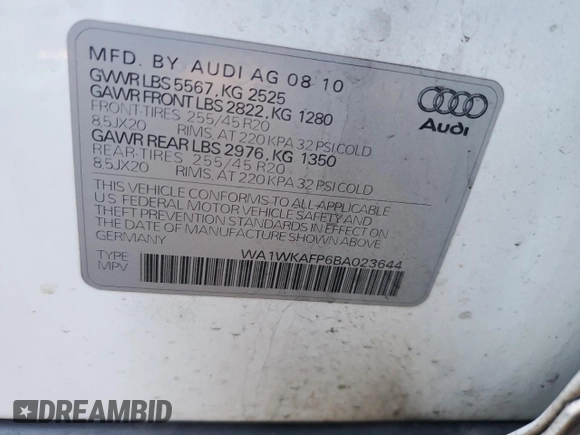 MFD. BY AUDI AG 08 10
GVWR LBS 5567, KG 2525
GAWR FRONT LBS 2822, KG 1280
FRONT-TIRES 255/45 R20
8,5JX20 RIMS, AT 220 KPA 32 PSI COLD
GAWR REAR LBS 2976, KG 1350
REAR-TIRES 255/45 R20
8,5JX20 RIMS, AT 220 KPA 32 PSI COLD
THIS VEHICLE CONFORMS TO ALL APPLICABLE
U S FEDERAL MOTOR VEHICLE SAFETY AND
THEFT PREVENTION STANDARDS IN EFFECT ON
THE DATE OF MANUFACTURE SHOWN ABOVE
GERMANY
TYPE WA1WKAFP6BA023644
MPV
Audi
DREAMBID